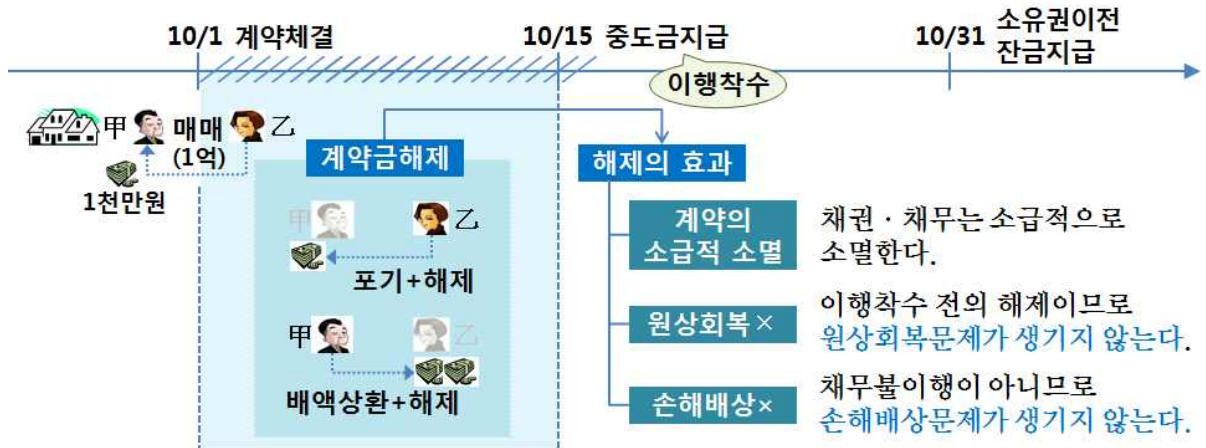 10/1 계약체결
10/15 중도금지급
10/31 소유권이전
잔금지급
이행착수
甲 매매 乙
(1억)
1천만원
계약금해제
해제의 효과
甲 乙
포기+해제
甲 乙
배액상환+해제
계약의
소급적 소멸
채권 · 채무는 소급적으로
소멸한다.
원상회복×
이행착수 전의 해제이므로
원상회복문제가 생기지 않는다.
손해배상×
채무불이행이 아니므로
손해배상문제가 생기지 않는다.